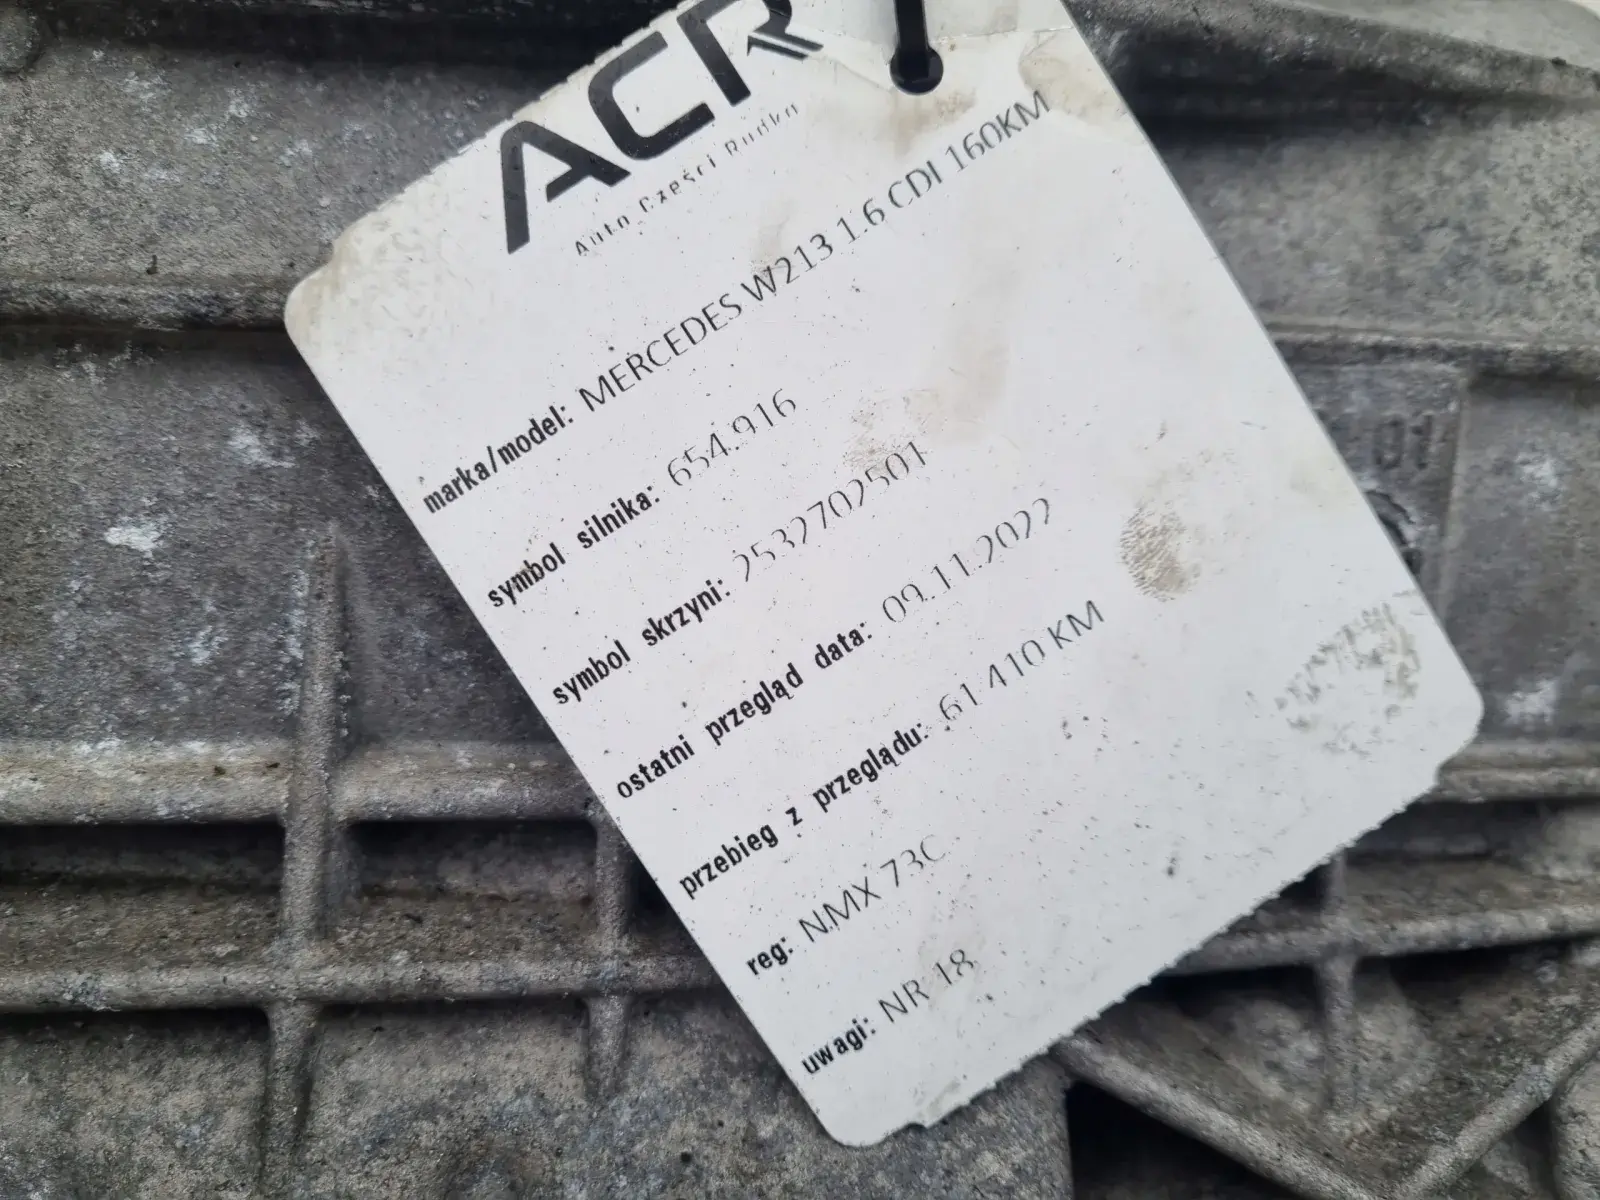 ACR
Auto Części Rudka
marka/model: MERCEDES W213 1.6 CDI 160KM
symbol silnika: 654.916
symbol skrzyni: 2532702501
ostatni przegląd data: 09.11.2022
przebieg z przeglądu: 61 410 KM
reg: NMX 73C
uwagi: NR 18
01